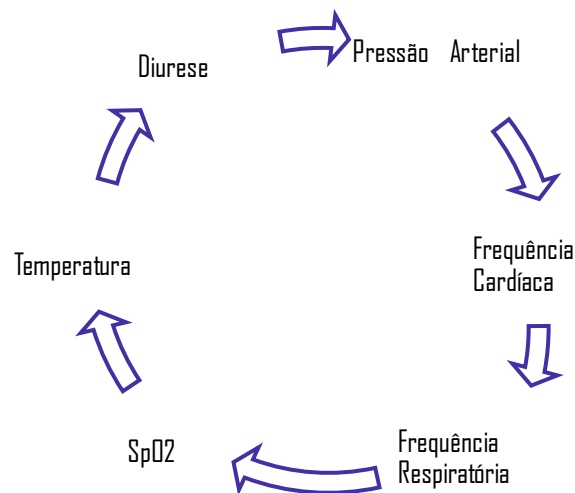 Diurese
Pressão Arterial
Frequência
Cardíaca
Frequência
Respiratória
SpO2
Temperatura